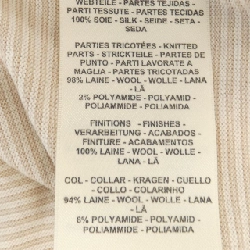 WEBTEILE - PARTES TEJIDAS -
PARTI TESSUTE - PARTES TECIDAS
100% SOIE - SILK - SEIDE - SETA -
SEDA
PARTIES TRICOTÉES - KNITTED
PARTS - STRICKTEILE - PARTES DE
PUNTO - PARTI LAVORATE A
MAGLIA - PARTES TRICOTADAS
98% LAINE - WOOL - WOLLE - LANA -
LÃ
2% POLYAMIDE - POLYAMID -
POLIAMMIDE - POLIAMIDA
FINITIONS - FINISHES -
VERARBEITUNG - ACABADOS -
FINITURE - ACABAMENTOS
100% LAINE - WOOL - WOLLE - LANA -
LÃ
COL - COLLAR - KRAGEN - CUELLO
- COLLO - COLARINHO
94% LAINE - WOOL - WOLLE - LANA -
LÃ
6% POLYAMIDE - POLYAMID -
POLIAMMIDE - POLIAMIDA